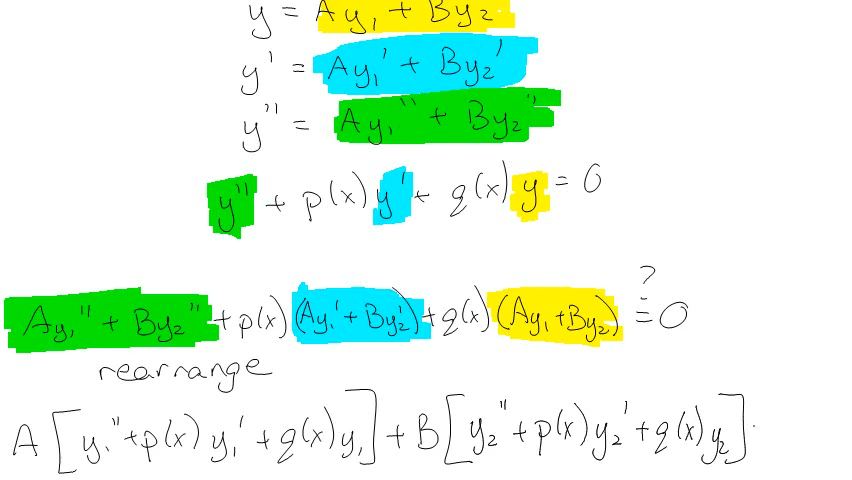 y = Ay₁ + By₂
y' = Ay₁' + By₂'
y'' = Ay₁'' + By₂''
y'' + p(x)y' + q(x)y = 0
?
Ay₁'' + By₂'' + p(x)(Ay₁' + By₂') + q(x)(Ay₁ + By₂) = 0
rearrange
A[y₁'' + p(x)y₁' + q(x)y₁] + B[y₂'' + p(x)y₂' + q(x)y₂]